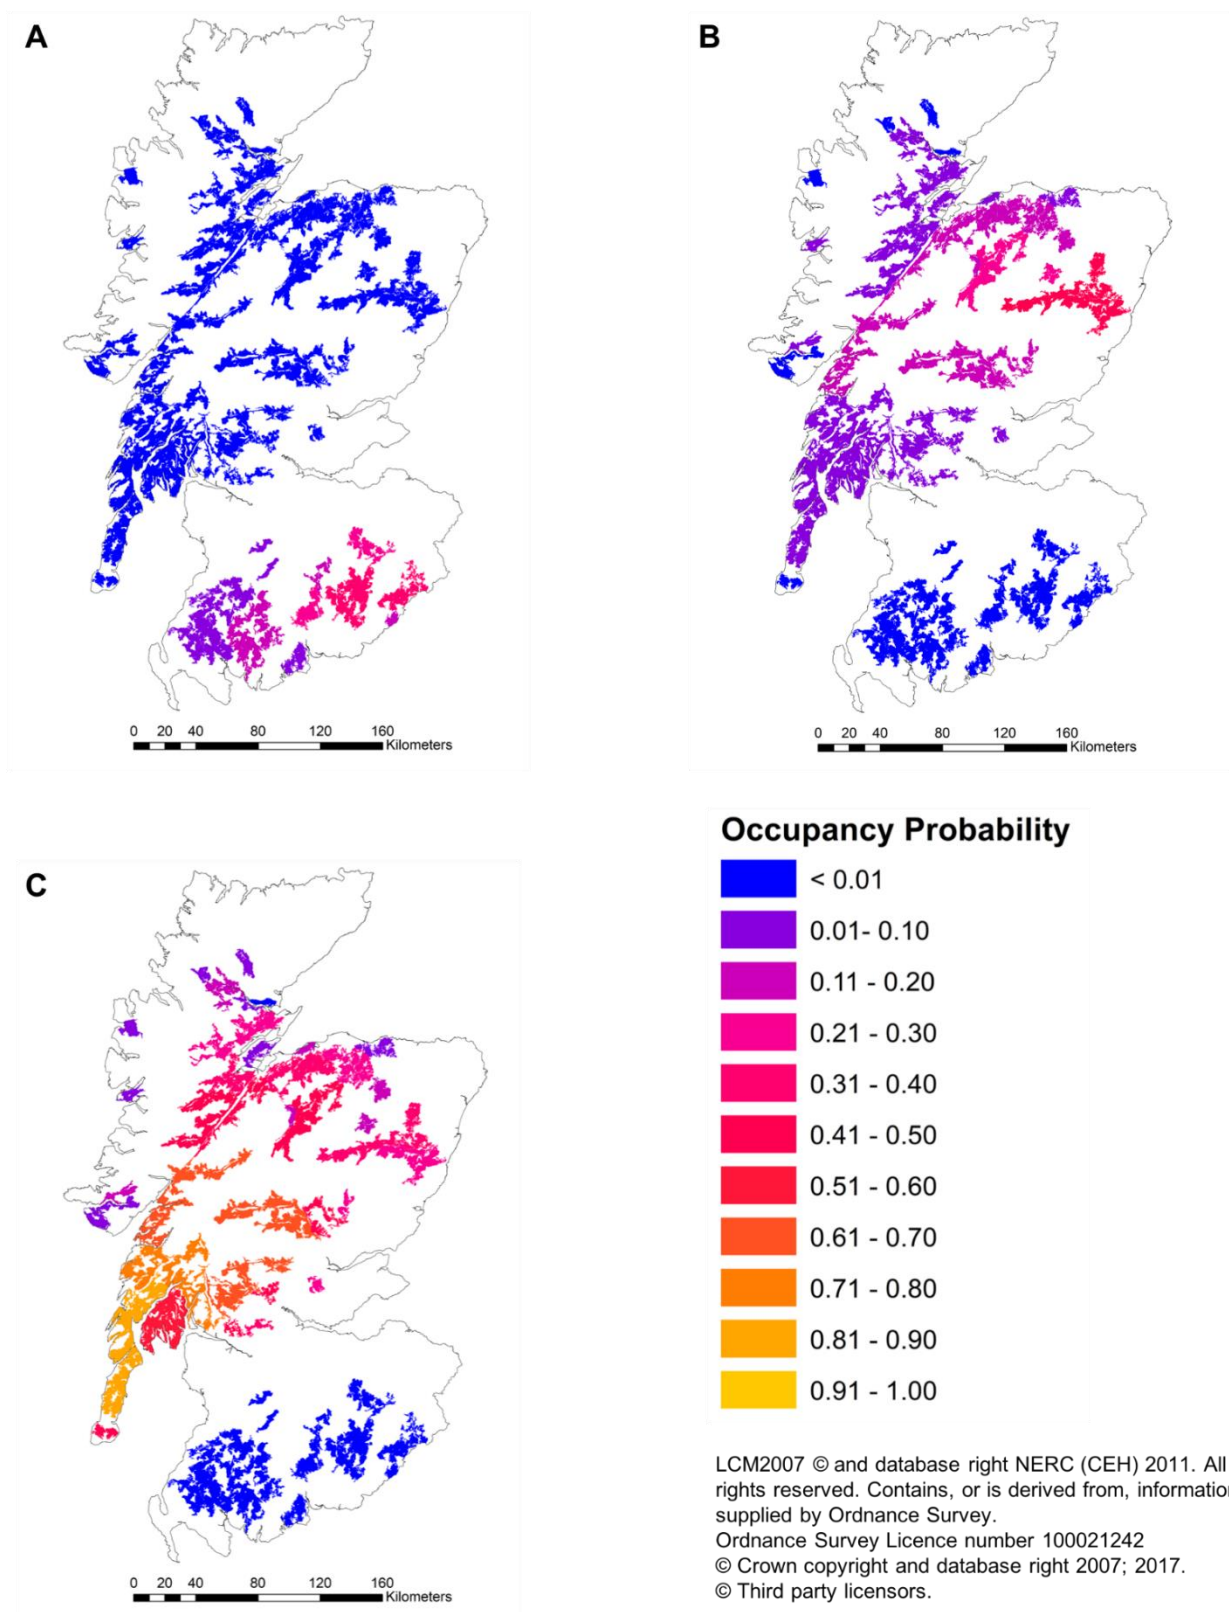 A
B
0 20 40 80 120 160
Kilometers
0 20 40 80 120 160
Kilometers
C
0 20 40 80 120 160
Kilometers
Occupancy Probability
< 0.01
0.01- 0.10
0.11 - 0.20
0.21 - 0.30
0.31 - 0.40
0.41 - 0.50
0.51 - 0.60
0.61 - 0.70
0.71 - 0.80
0.81 - 0.90
0.91 - 1.00
LCM2007 © and database right NERC (CEH) 2011. All
rights reserved. Contains, or is derived from, informatio
supplied by Ordnance Survey.
Ordnance Survey Licence number 100021242
© Crown copyright and database right 2007; 2017.
© Third party licensors.